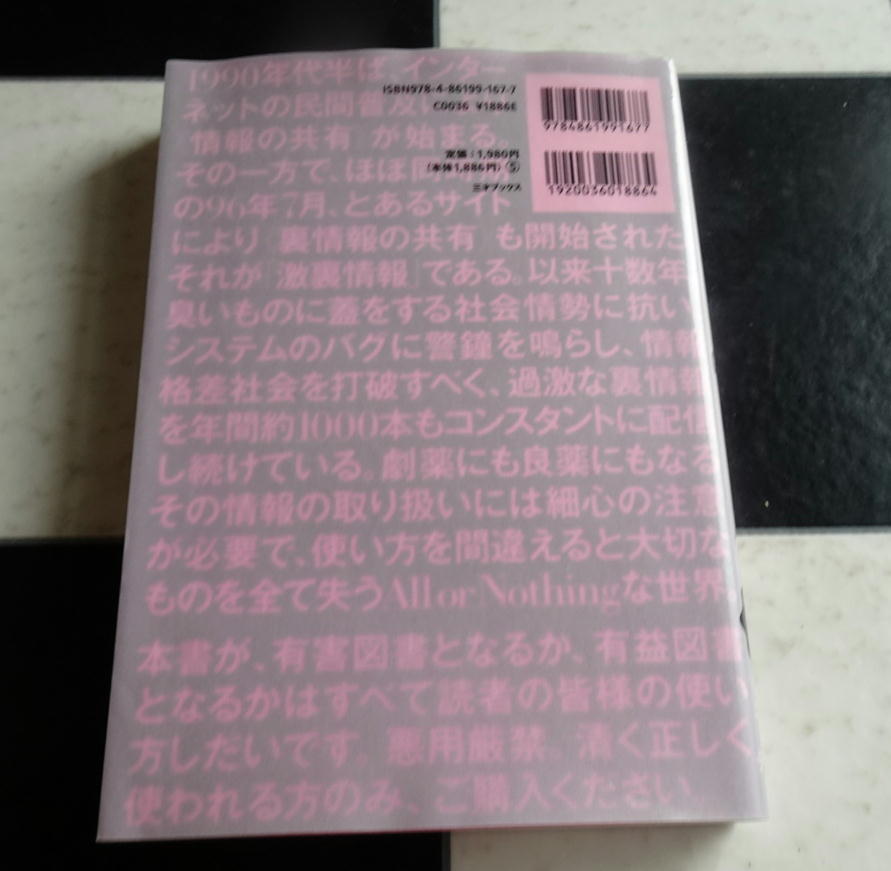 1990年代半ば、インター
ネットの民間普及
"情報の共有"が始まる。
その一方で、ほぼ同
の96年7月、とあるサイト
により"裏情報の共有"も開始された
それが「激裏情報」である。以来十数年
臭いものに蓋をする社会情勢に抗い
システムのバグに警鐘を鳴らし、情報
格差社会を打破すべく、過激な裏情報
を年間約1000本もコンスタントに配信
し続けている。劇薬にも良薬にもなる
その情報の取り扱いには細心の注意
が必要で、使い方を間違えると大切な
ものを全て失うAll or Nothingな世界。
本書が、有害図書となるか、有益図書
となるかはすべて読者の皆様の使い
方しだいです。悪用厳禁。清く正しく
使われる方のみ、ご購入ください。
ISBN978-4-86199-167-7
C0036 ¥1886E
定価:1,980円
(本体1,886円)⑤
三才ブックス
9784861991677
1920036018864